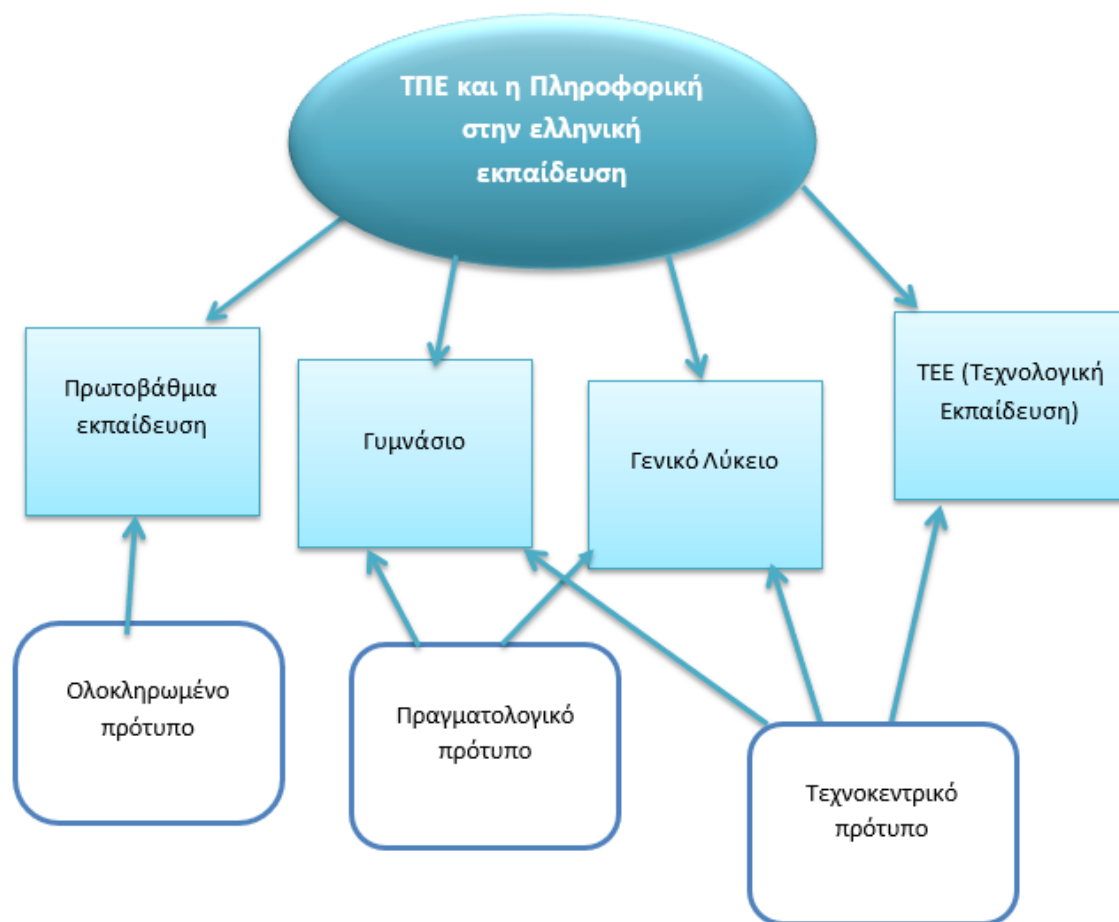 ΤΠΕ και η Πληροφορική
στην ελληνική
εκπαίδευση
Πρωτοβάθμια
εκπαίδευση
Γυμνάσιο
Γενικό Λύκειο
ΤΕΕ (Τεχνολογική
Εκπαίδευση)
Ολοκληρωμένο
πρότυπο
Πραγματολογικό
πρότυπο
Τεχνοκεντρικό
πρότυπο